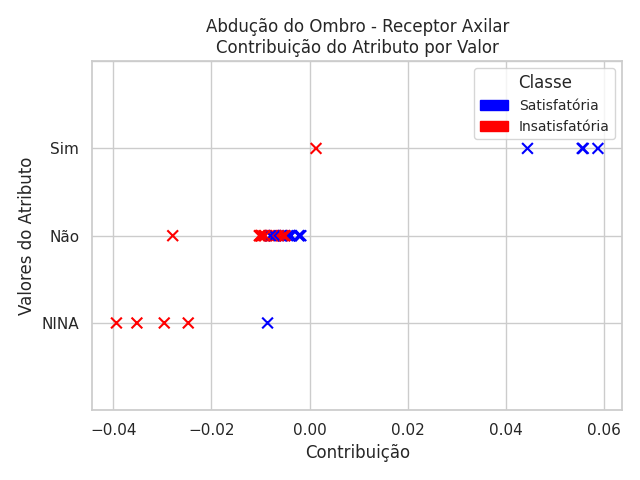 Abdução do Ombro - Receptor Axilar
Contribuição do Atributo por Valor
Classe
Satisfatória
Insatisfatória
Valores do Atributo
Sim
Não
NINA
−0.04 −0.02 0.00 0.02 0.04 0.06
Contribuição